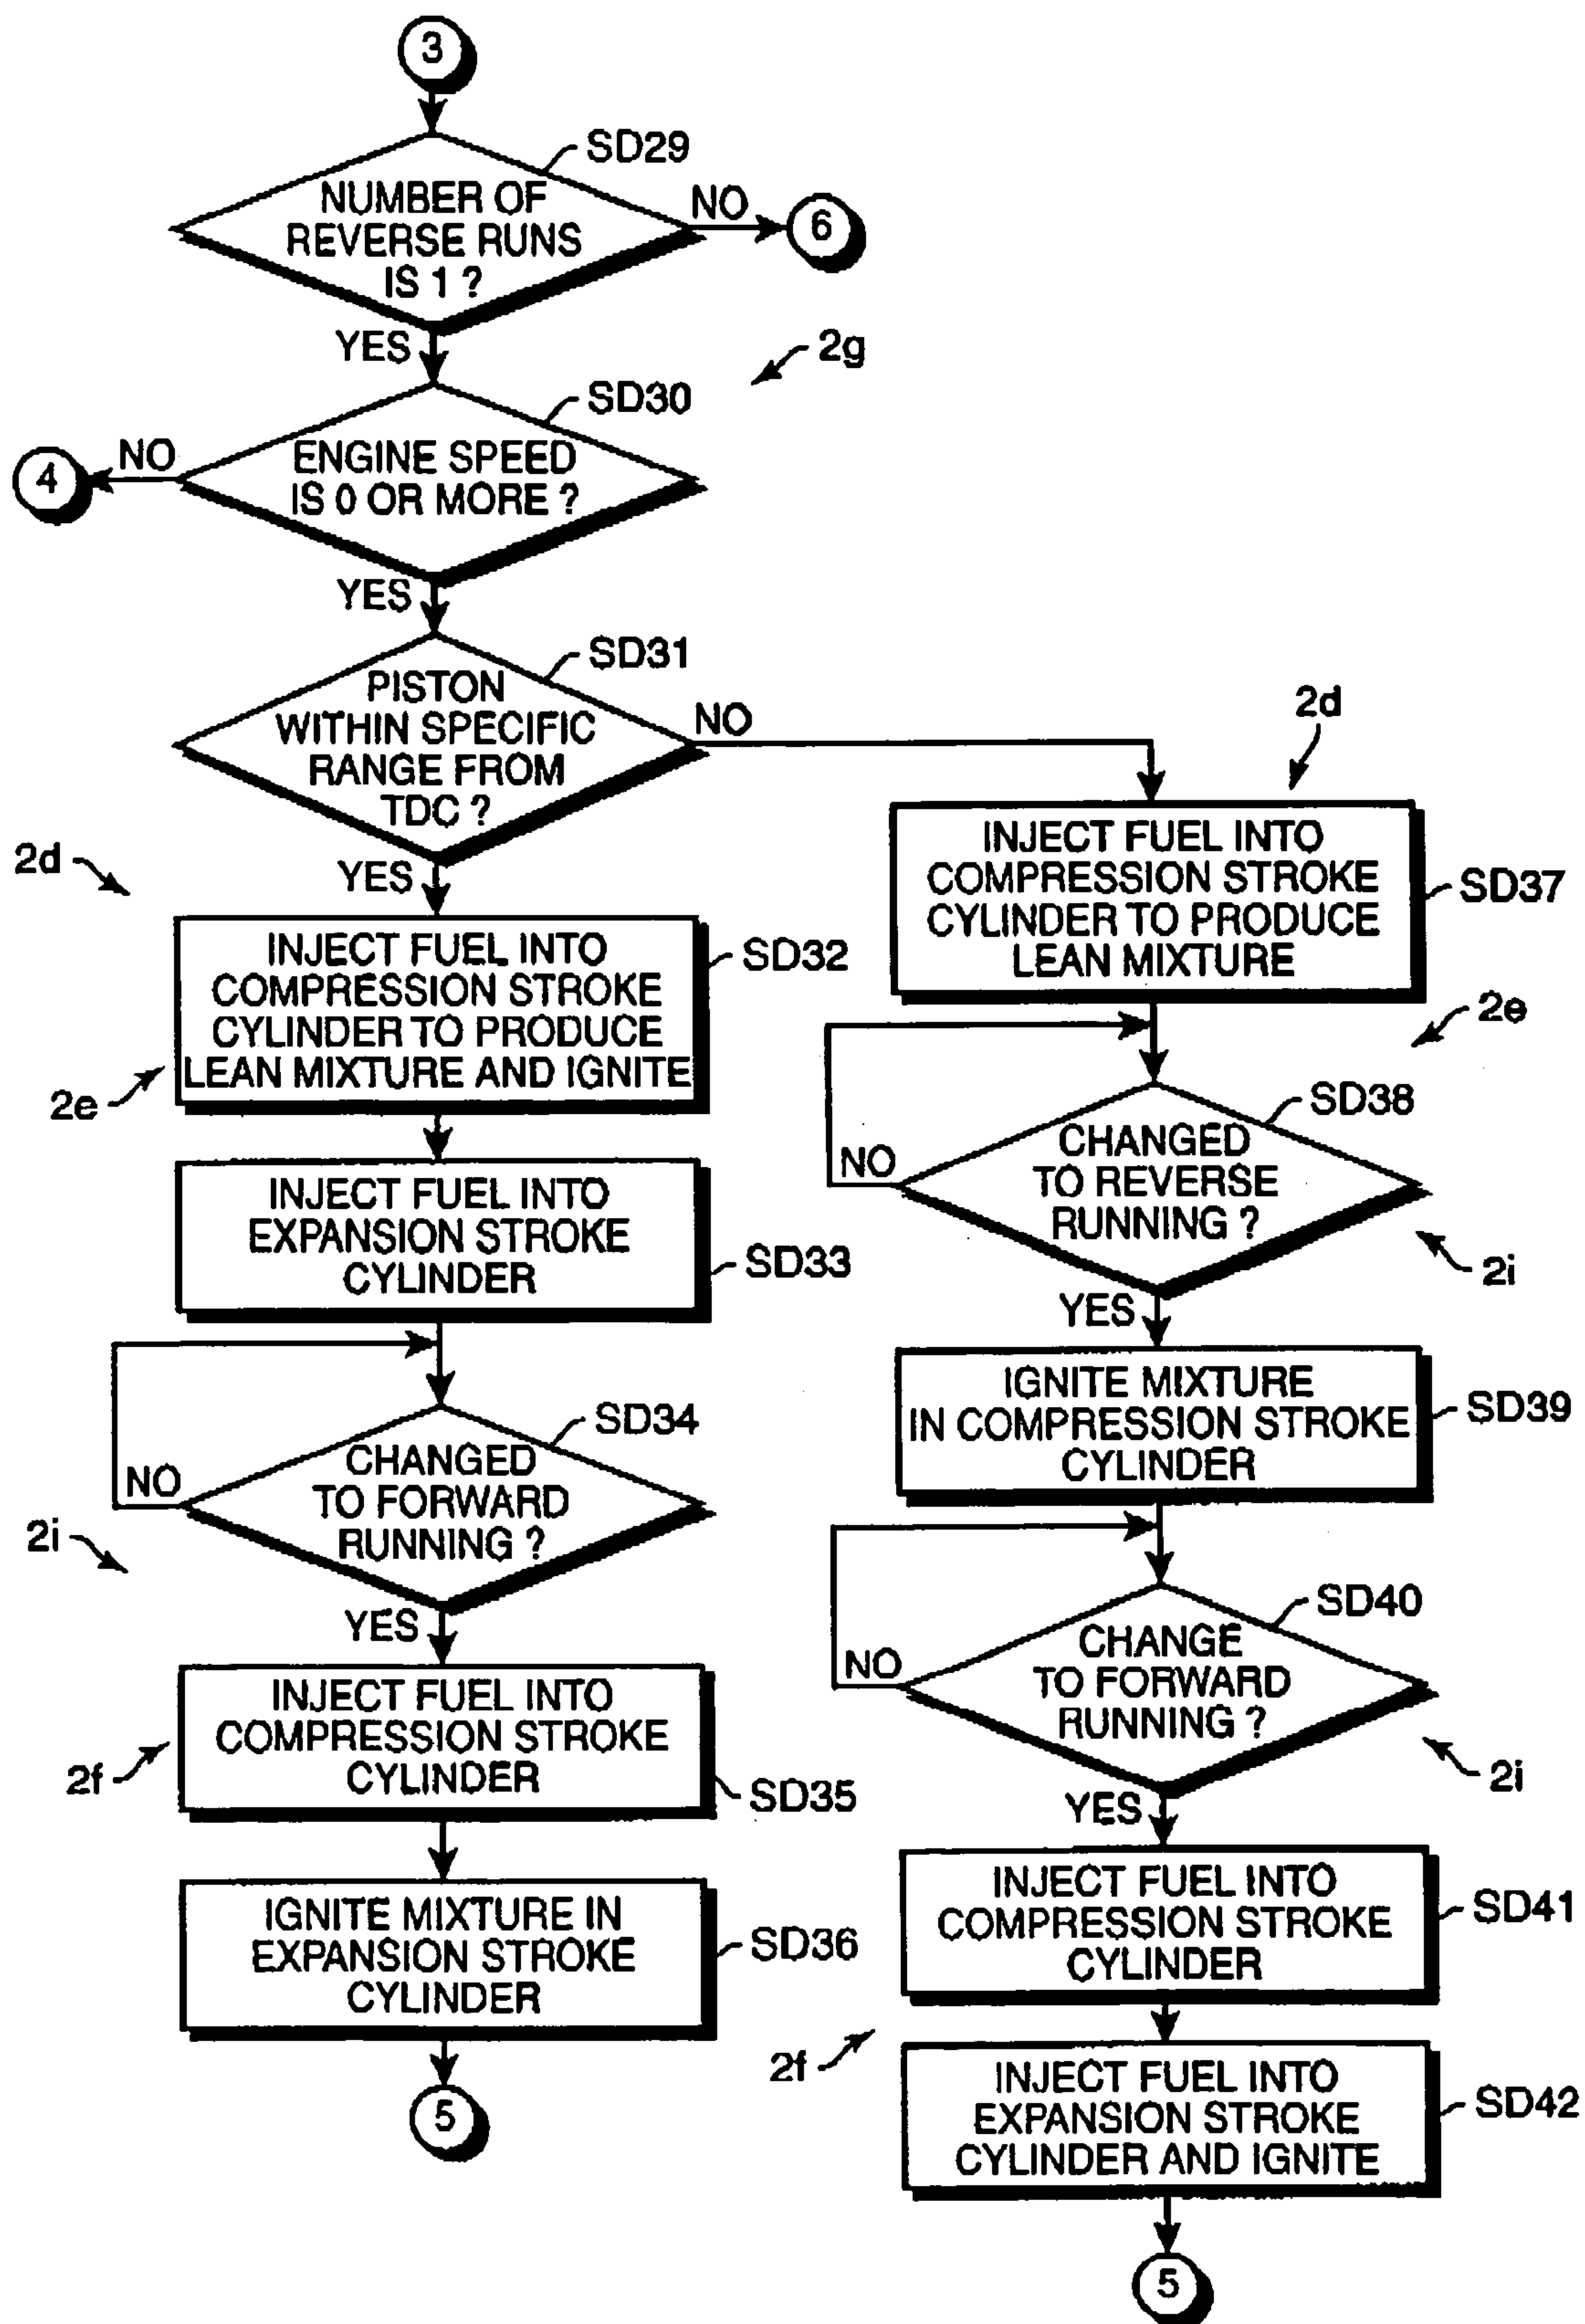 3
SD29
NUMBER OF
REVERSE RUNS
IS 1 ?
NO
6
YES
2g
SD30
ENGINE SPEED
IS 0 OR MORE ?
NO
4
YES
SD31
PISTON
WITHIN SPECIFIC
RANGE FROM
TDC ?
NO
YES
2d
INJECT FUEL INTO
COMPRESSION STROKE
CYLINDER TO PRODUCE
LEAN MIXTURE AND IGNITE
SD32
2e
INJECT FUEL INTO
EXPANSION STROKE
CYLINDER
SD33
SD34
CHANGED
TO FORWARD
RUNNING ?
NO
2i
YES
INJECT FUEL INTO
COMPRESSION STROKE
CYLINDER
2f
SD35
IGNITE MIXTURE IN
EXPANSION STROKE
CYLINDER
SD36
5
2d
INJECT FUEL INTO
COMPRESSION STROKE
CYLINDER TO PRODUCE
LEAN MIXTURE
SD37
2e
SD38
CHANGED
TO REVERSE
RUNNING ?
NO
2i
YES
IGNITE MIXTURE
IN COMPRESSION STROKE
CYLINDER
SD39
SD40
CHANGE
TO FORWARD
RUNNING ?
NO
2i
YES
INJECT FUEL INTO
COMPRESSION STROKE
CYLINDER
SD41
2f
INJECT FUEL INTO
EXPANSION STROKE
CYLINDER AND IGNITE
SD42
5